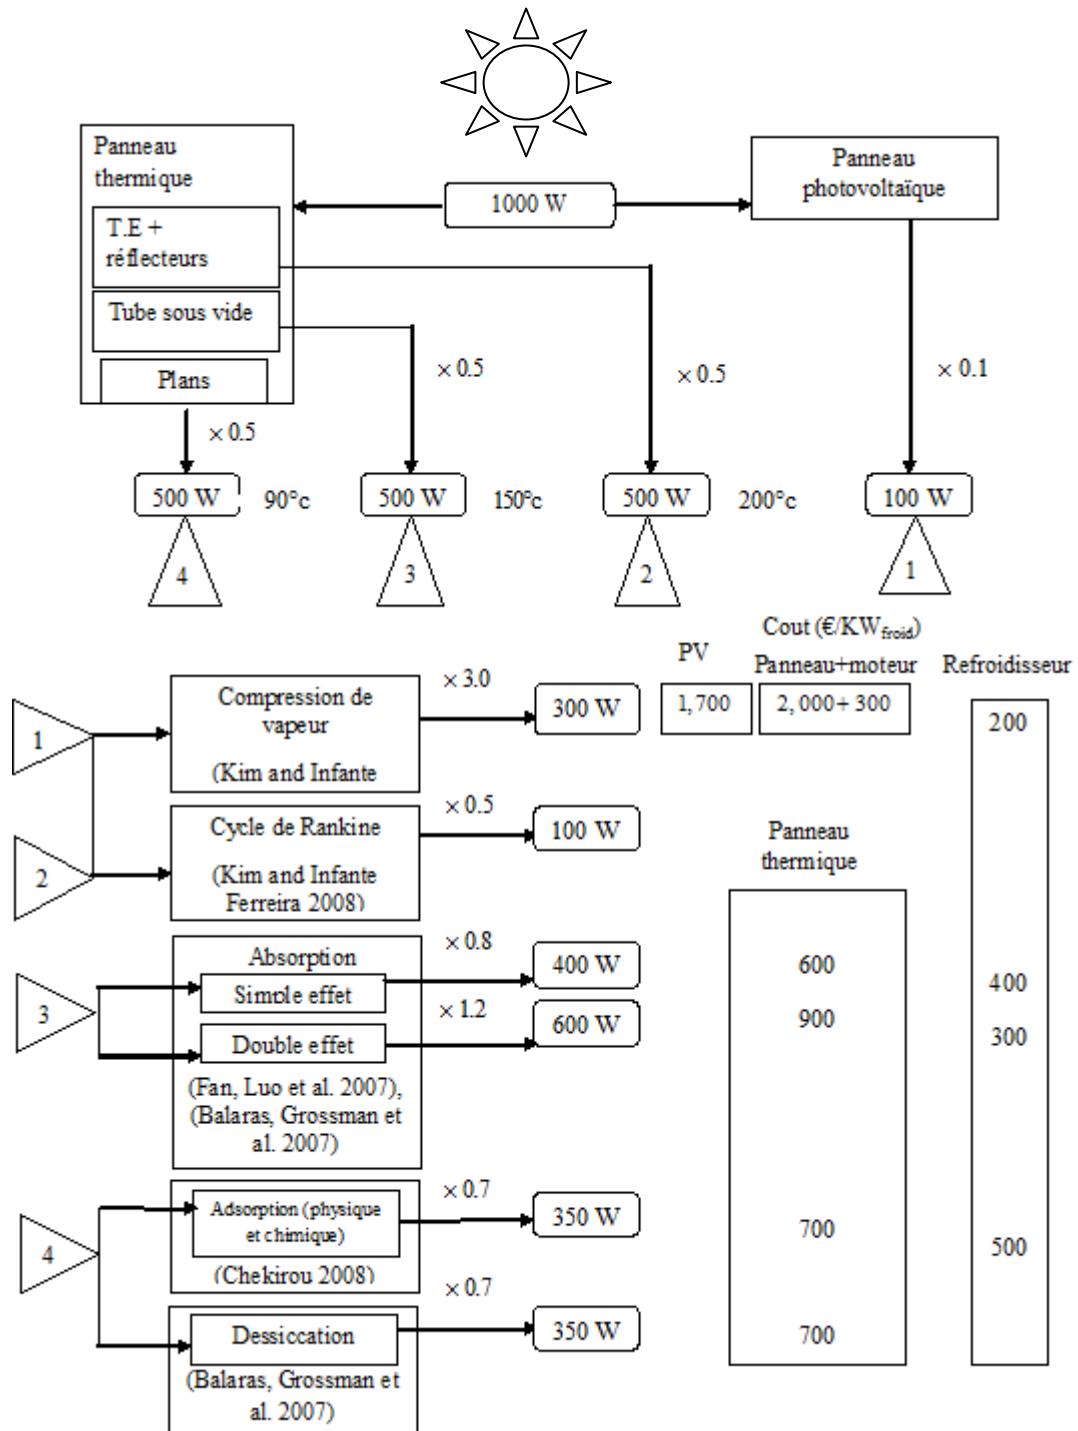 Panneau
thermique
T.E +
réflecteurs
Tube sous vide
Plans
1000 W
Panneau
photovoltaïque
× 0.5
× 0.5
× 0.5
× 0.1
500 W
90°c
500 W
150°c
500 W
200°c
100 W
4
3
2
1
Cout (€/KWfroid)
PV
Panneau+moteur
Refroidisseur
1
Compression de
vapeur
(Kim and Infante
× 3.0
300 W
1,700
2,000+ 300
200
2
Cycle de Rankine
(Kim and Infante
Ferreira 2008)
× 0.5
100 W
Panneau
thermique
3
Absorption
Simple effet
× 0.8
400 W
600
400
Double effet
× 1.2
600 W
900
300
(Fan, Luo et al. 2007),
(Balaras, Grossman et
al. 2007)
4
Adsorption (physique
et chimique)
(Chekirou 2008)
× 0.7
350 W
700
500
Dessiccation
(Balaras, Grossman et
al. 2007)
× 0.7
350 W
700